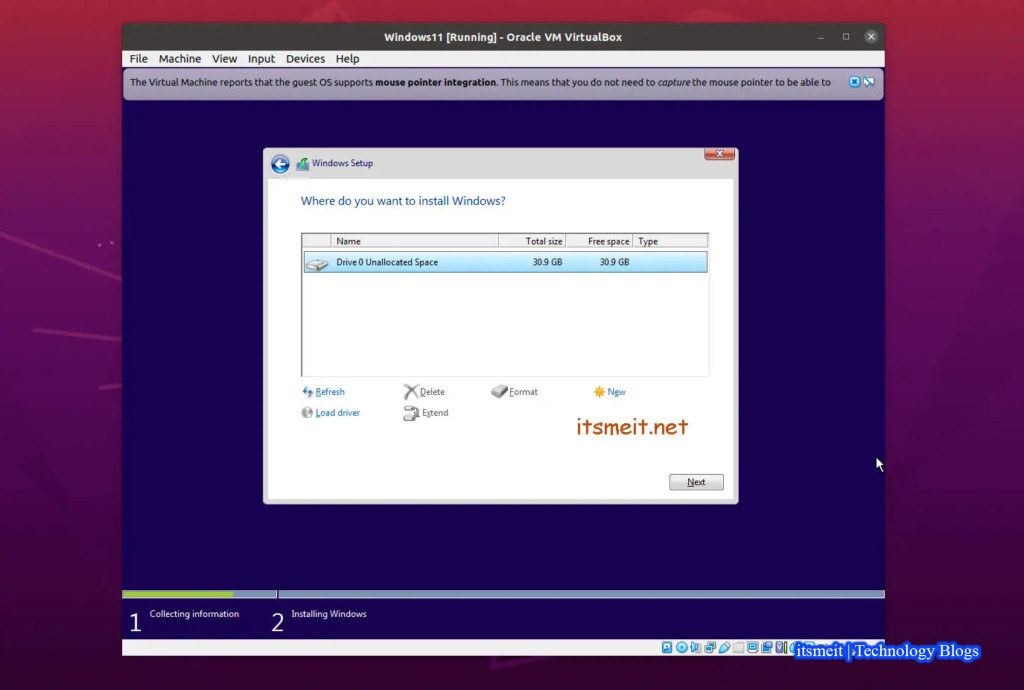 Windows11 [Running] - Oracle VM VirtualBox
File Machine View Input Devices Help
The Virtual Machine reports that the guest OS supports mouse pointer integration. This means that you do not need to capture the mouse pointer to be able to
Windows Setup
Where do you want to install Windows?
Name Total size Free space Type
Drive 0 Unallocated Space 30.9 GB 30.9 GB
Refresh Delete Format New
Load driver Extend
itsmeit.net
Next
1 Collecting information 2 Installing Windows
itsmeit | Technology Blogs